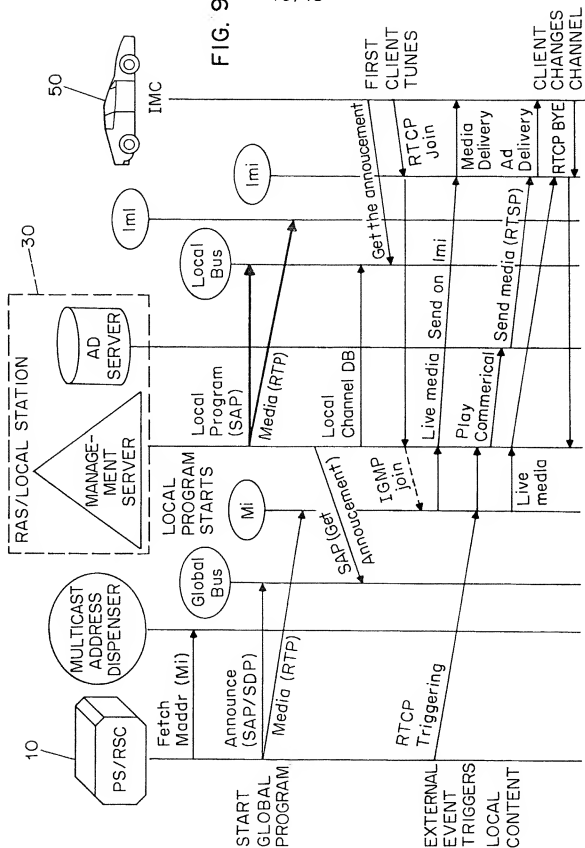 FIG. 9
10
PS/RSC
MULTICAST
ADDRESS
DISPENSER
RAS/LOCAL STATION
30
MANAGE-
MENT
SERVER
AD
SERVER
50
IMC
Global
Bus
Mi
Local
Bus
Iml
Imi
START
GLOBAL
PROGRAM
Fetch
Maddr (Mi)
Announce
(SAP/SDP)
Media (RTP)
LOCAL
PROGRAM
STARTS
Local
Program
(SAP)
Media (RTP)
SAP(Get
Annoucement)
Local
Channel DB
Get the annoucement
FIRST
CLIENT
TUNES
RTCP
Join
IGMP
join
EXTERNAL
EVENT
TRIGGERS
LOCAL
CONTENT
RTCP
Triggering
Live media
Send on Imi
Media
Delivery
Play
Commerical
Send media (RTSP)
Ad
Delivery
Live
media
RTCP BYE
CLIENT
CHANGES
CHANNEL